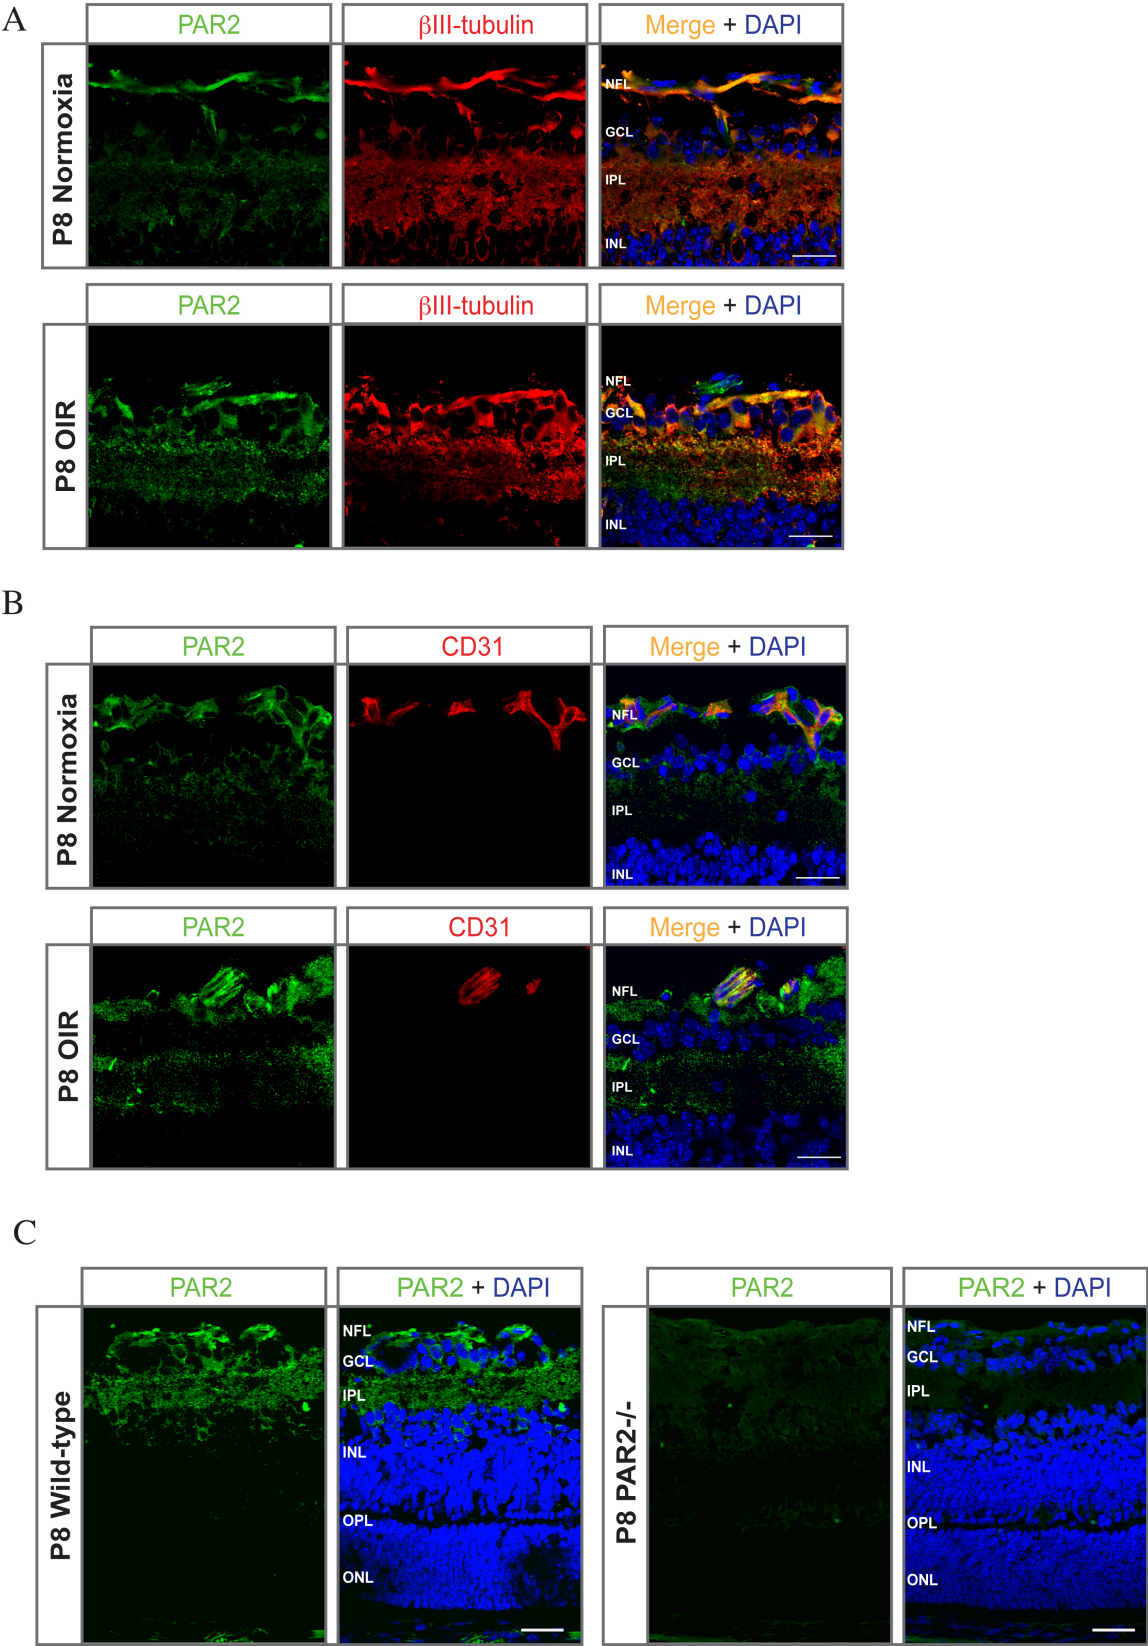 A
PAR2 βIII-tubulin Merge + DAPI
P8 Normoxia
NFL
GCL
IPL
INL
PAR2 βIII-tubulin Merge + DAPI
P8 OIR
NFL
GCL
IPL
INL
B
PAR2 CD31 Merge + DAPI
P8 Normoxia
NFL
GCL
IPL
INL
PAR2 CD31 Merge + DAPI
P8 OIR
NFL
GCL
IPL
INL
C
PAR2 PAR2 + DAPI
P8 Wild-type
NFL
GCL
IPL
INL
OPL
ONL
PAR2 PAR2 + DAPI
P8 PAR2-/-
NFL
GCL
IPL
INL
OPL
ONL